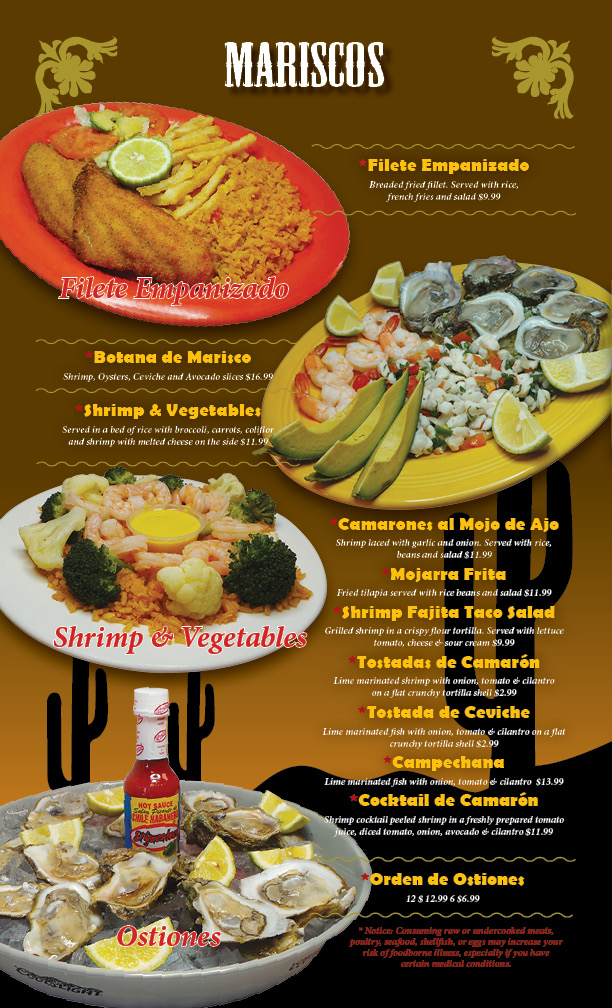 MARISCOS
*Filete Empanizado
Breaded fried fillet. Served with rice,
french fries and salad $9.99
Filete Empanizado
*Botana de Marisco
Shrimp, Oysters, Ceviche and Avocado slices $16.99
*Shrimp & Vegetables
Served in a bed of rice with broccoli, carrots, coliflor
and shrimp with melted cheese on the side $11.99
Shrimp & Vegetables
*Camarones al Mojo de Ajo
Shrimp laced with garlic and onion. Served with rice,
beans and salad $11.99
*Mojarra Frita
Fried tilapia served with rice beans and salad $11.99
*Shrimp Fajita Taco Salad
Grilled shrimp in a crispy flour tortilla. Served with lettuce
tomato, cheese & sour cream $9.99
*Tostadas de Camarón
Lime marinated shrimp with onion, tomato & cilantro
on a flat crunchy tortilla shell $2.99
*Tostada de Ceviche
Lime marinated fish with onion, tomato & cilantro on a flat
crunchy tortilla shell $2.99
*Campechana
Lime marinated fish with onion, tomato & cilantro $13.99
*Cocktail de Camarón
Shrimp cocktail peeled shrimp in a freshly prepared tomato
juice, diced tomato, onion, avocado & cilantro $11.99
*Orden de Ostiones
12 $ 12.99 6 $6.99
HOT SAUCE
CHILE HABANERO
El Yucateco
Ostiones
* Notice: Consuming raw or undercooked meats,
poultry, seafood, shellfish, or eggs may increase your
risk of foodborne illness, especially if you have
certain medical conditions.